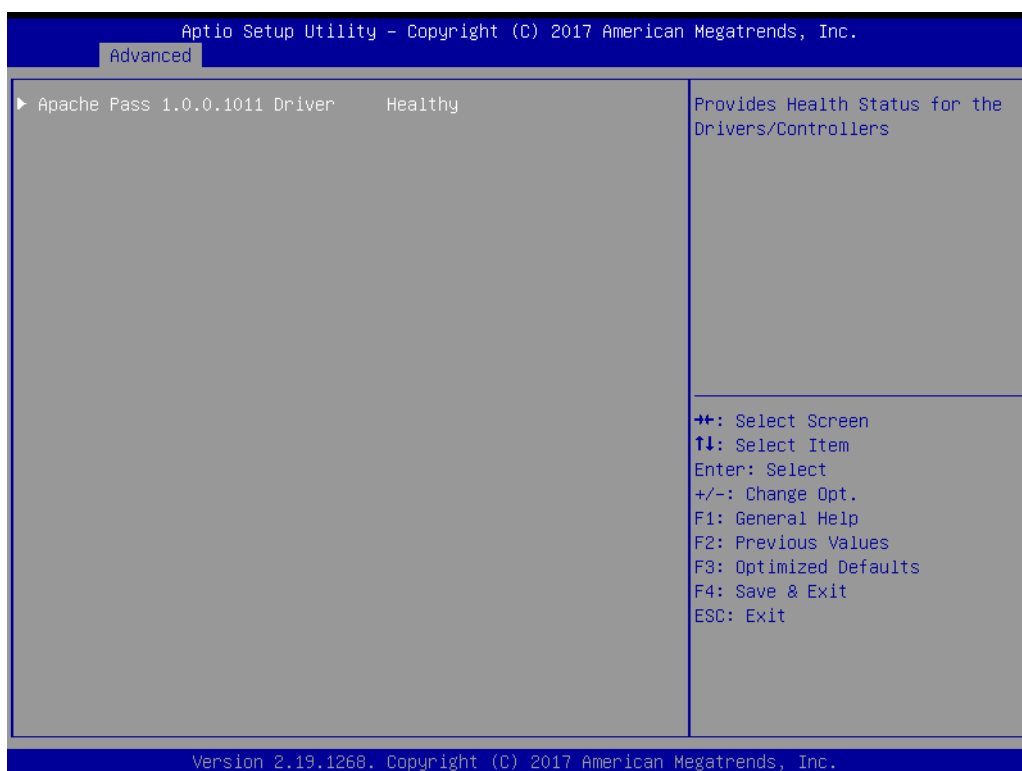 Aptio Setup Utility – Copyright (C) 2017 American Megatrends, Inc.
Advanced
▶ Apache Pass 1.0.0.1011 Driver Healthy
Provides Health Status for the
Drivers/Controllers
→←: Select Screen
↑↓: Select Item
Enter: Select
+/-: Change Opt.
F1: General Help
F2: Previous Values
F3: Optimized Defaults
F4: Save & Exit
ESC: Exit
Version 2.19.1268. Copyright (C) 2017 American Megatrends, Inc.